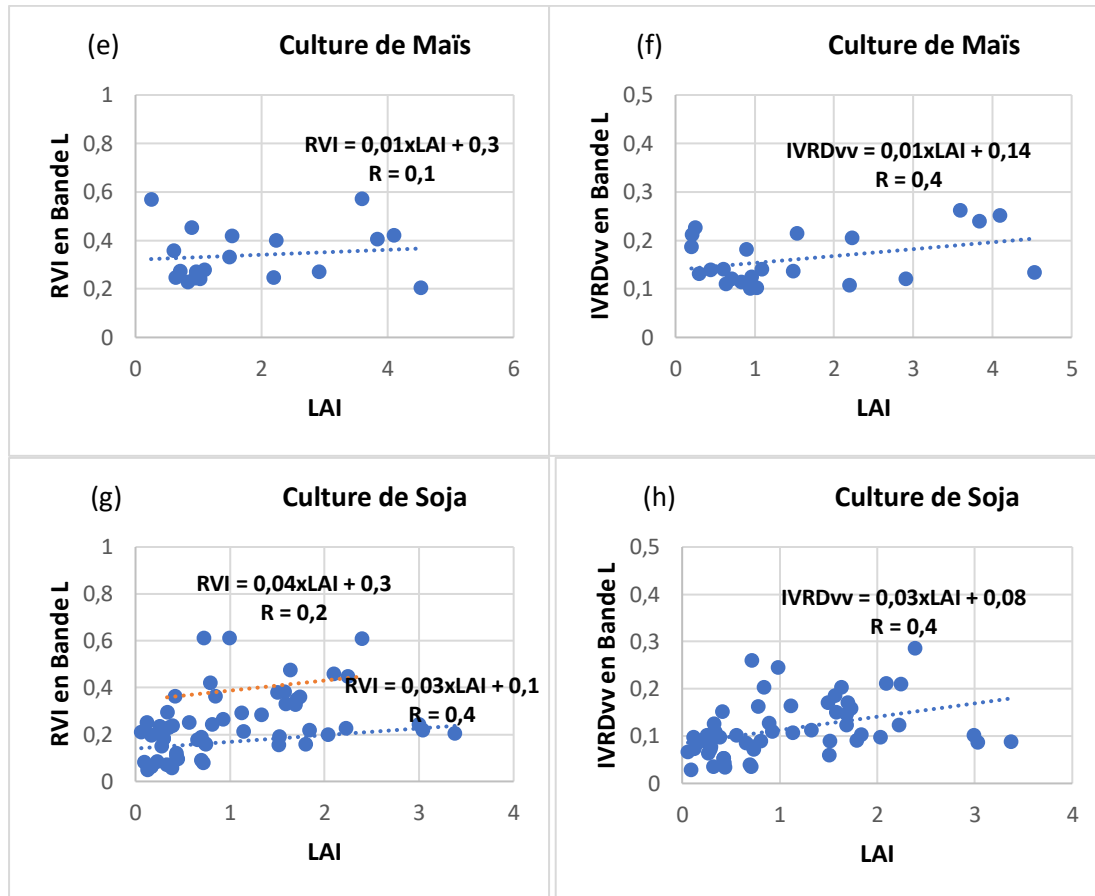 (e) Culture de Maïs
RVI en Bande L
1
0,8
0,6
0,4
0,2
0
RVI = 0,01xLAI + 0,3
R = 0,1
0 2 4 6
LAI
(f) Culture de Maïs
IVRDvv en Bande L
0,5
0,4
0,3
0,2
0,1
0
IVRDvv = 0,01xLAI + 0,14
R = 0,4
0 1 2 3 4 5
LAI
(g) Culture de Soja
RVI en Bande L
1
0,8
0,6
0,4
0,2
0
RVI = 0,04xLAI + 0,3
R = 0,2
RVI = 0,03xLAI + 0,1
R = 0,4
0 1 2 3 4
LAI
(h) Culture de Soja
IVRDvv en Bande L
0,5
0,4
0,3
0,2
0,1
0
IVRDvv = 0,03xLAI + 0,08
R = 0,4
0 1 2 3 4
LAI